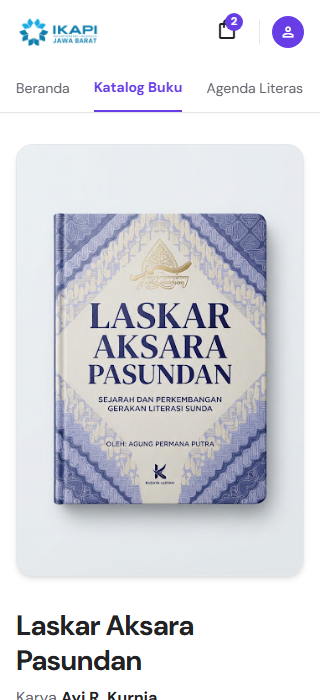 IKAPI
JAWA BARAT
2
Beranda
Katalog Buku
Agenda Literas
LASKAR
AKSARA
PASUNDAN
SEJARAH DAN PERKEMBANGAN
GERAKAN LITERASI SUNDA
OLEH: AGUNG PERMANA PUTRA
Laskar Aksara
Pasundan
Karya Avi R. Kurnia